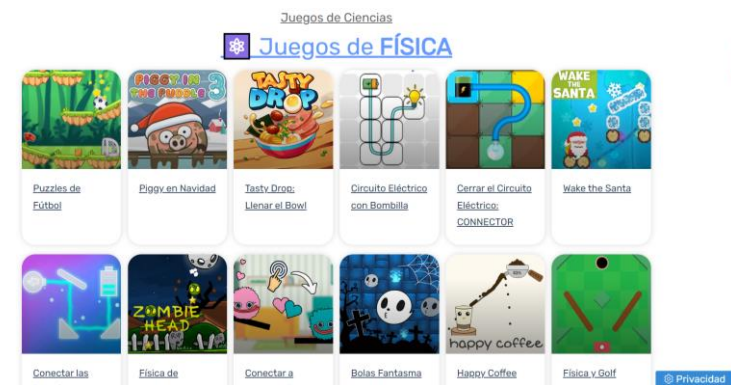 Juegos de Ciencias
Juegos de FÍSICA
PIGGY IN
THE PUDDLE 3
TASTY
DROP
WAKE
THE
SANTA
Puzzles de
Fútbol
Piggy en Navidad
Tasty Drop:
Llenar el Bowl
Circuito Eléctrico
con Bombilla
Cerrar el Circuito
Eléctrico:
CONNECTOR
Wake the Santa
ZOMBIE
HEAD
happy coffee
Conectar las
Física de
Conectar a
Bolas Fantasma
Happy Coffee
Física y Golf
Privacidad